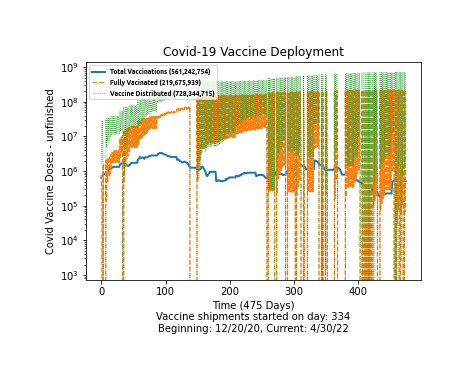 Covid-19 Vaccine Deployment
Total Vaccinations (561,242,754)
Fully Vacinated (219,675,939)
Vaccine Distributed (728,344,715)
Covid Vaccine Doses - unfinished
10⁹
10⁸
10⁷
10⁶
10⁵
10⁴
10³
0 100 200 300 400
Time (475 Days)
Vaccine shipments started on day: 334
Beginning: 12/20/20, Current: 4/30/22